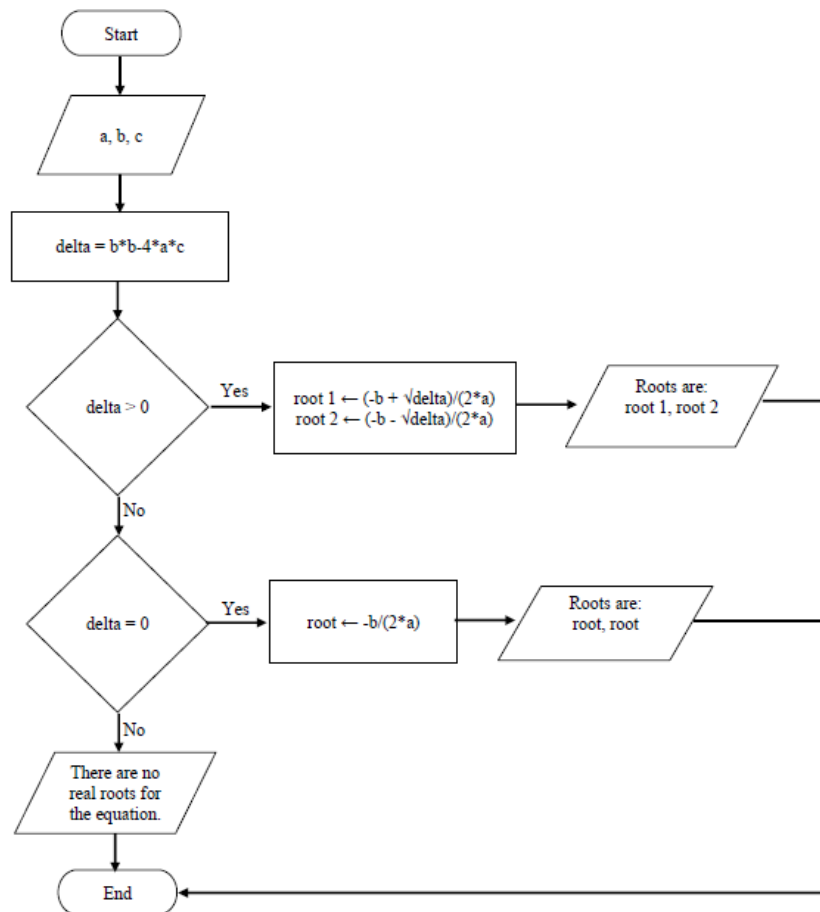 Start
a, b, c
delta = b*b-4*a*c
delta > 0
Yes
root 1 ← (-b + √delta)/(2*a)
root 2 ← (-b - √delta)/(2*a)
Roots are:
root 1, root 2
No
delta = 0
Yes
root ← -b/(2*a)
Roots are:
root, root
No
There are no
real roots for
the equation.
End